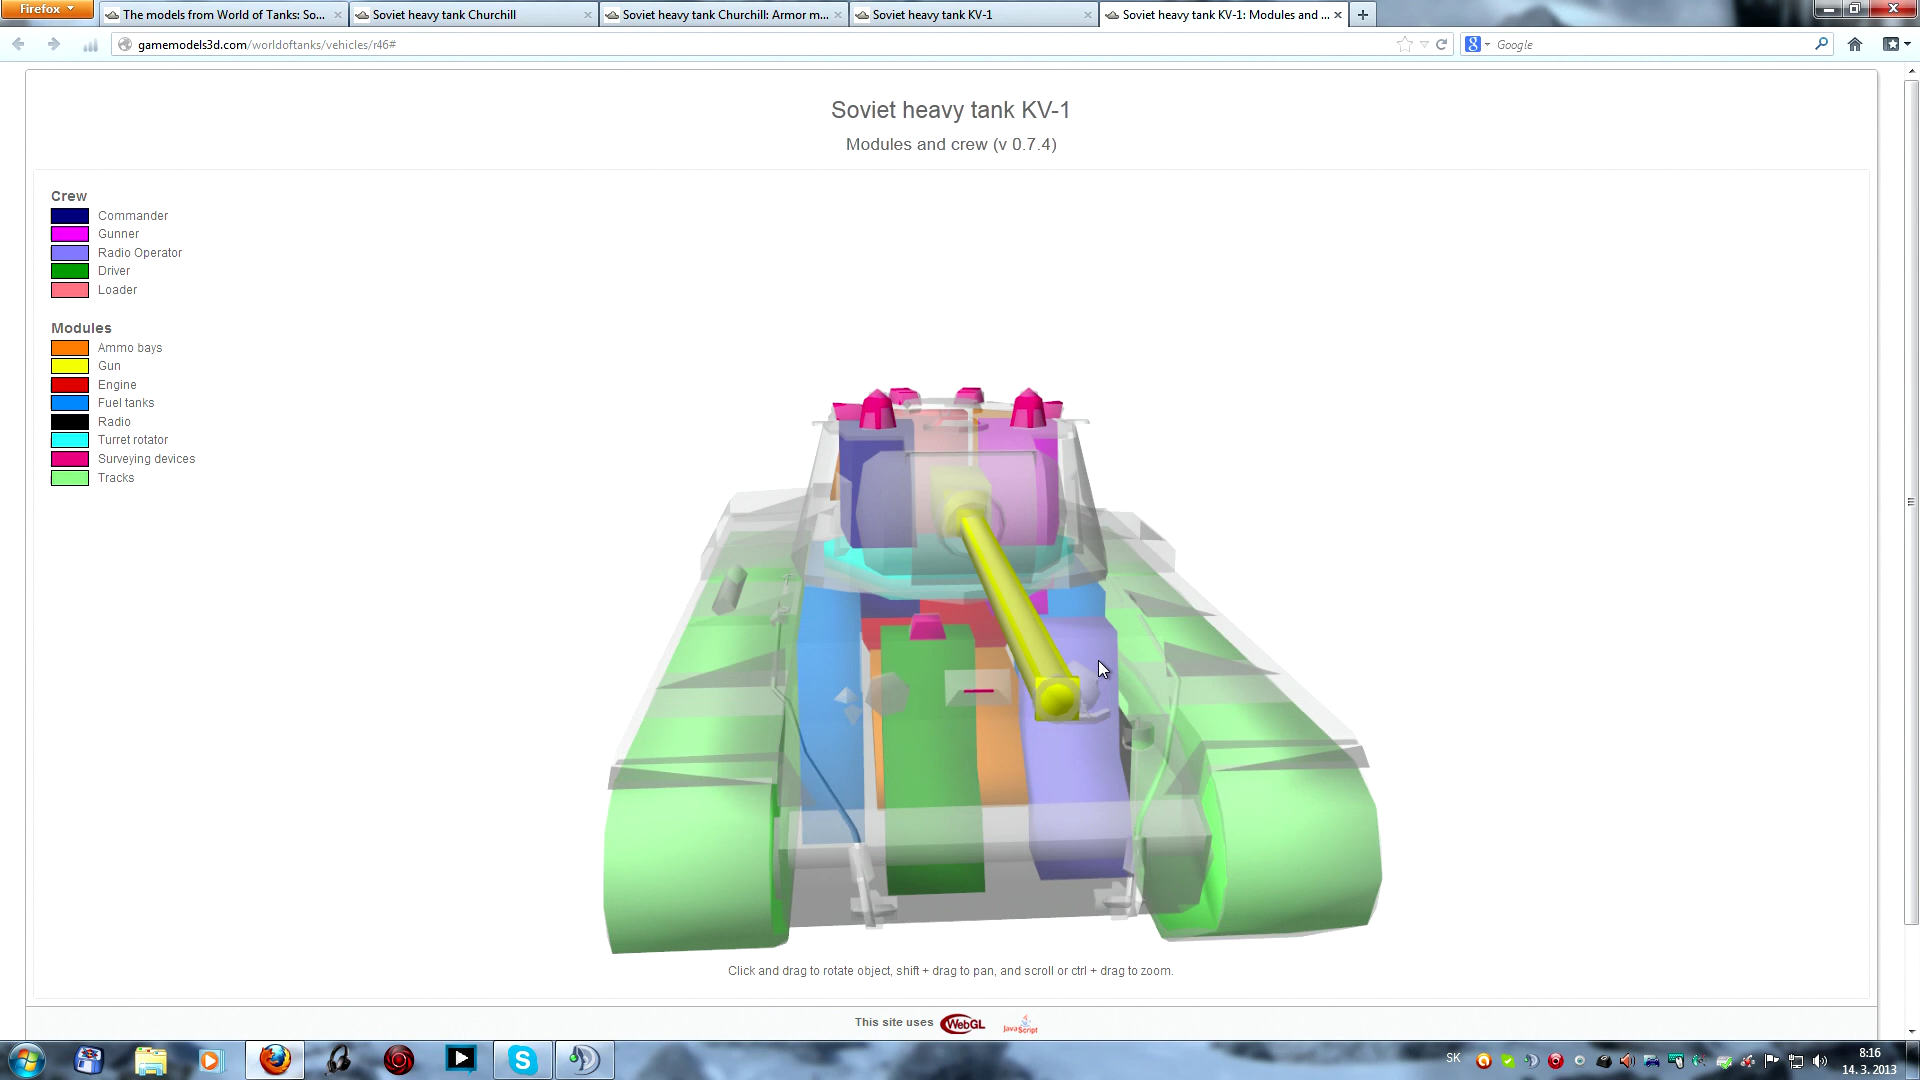 Firefox
The models from World of Tanks: So...
Soviet heavy tank Churchill
Soviet heavy tank Churchill: Armor m...
Soviet heavy tank KV-1
Soviet heavy tank KV-1: Modules and ...
gamemodels3d.com/worldoftanks/vehicles/r46#
Google
Soviet heavy tank KV-1
Modules and crew (v 0.7.4)
Crew
Commander
Gunner
Radio Operator
Driver
Loader
Modules
Ammo bays
Gun
Engine
Fuel tanks
Radio
Turret rotator
Surveying devices
Tracks
Click and drag to rotate object, shift + drag to pan, and scroll or ctrl + drag to zoom.
This site uses WebGL JavaScript
SK
8:16
14. 3. 2013